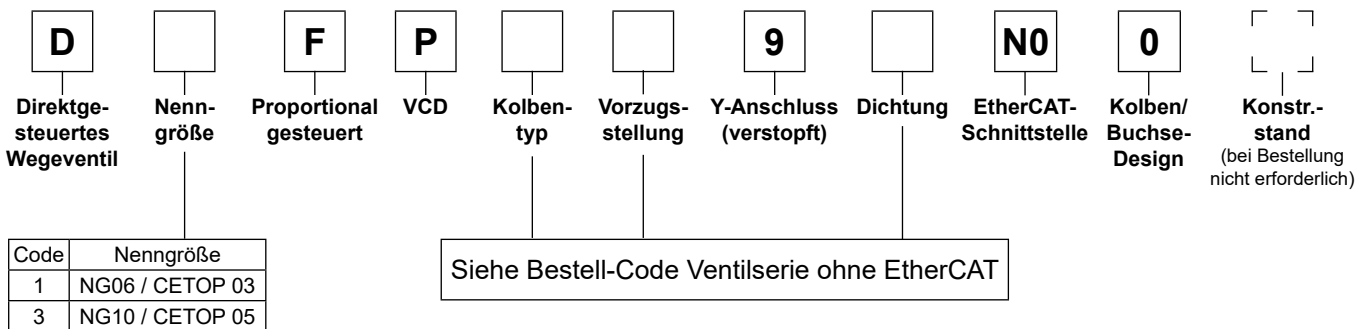 D F P 9 N0 0
Direktge-
steuertes
Wegeventil
Nenn-
größe
Proportional
gesteuert
VCD
Kolben-
typ
Vorzugs-
stellung
Y-Anschluss
(verstopft)
Dichtung
EtherCAT-
Schnittstelle
Kolben/
Buchse-
Design
Konstr.-
stand
(bei Bestellung
nicht erforderlich)
Code Nenngröße
1 NG06 / CETOP 03
3 NG10 / CETOP 05
Siehe Bestell-Code Ventilserie ohne EtherCAT